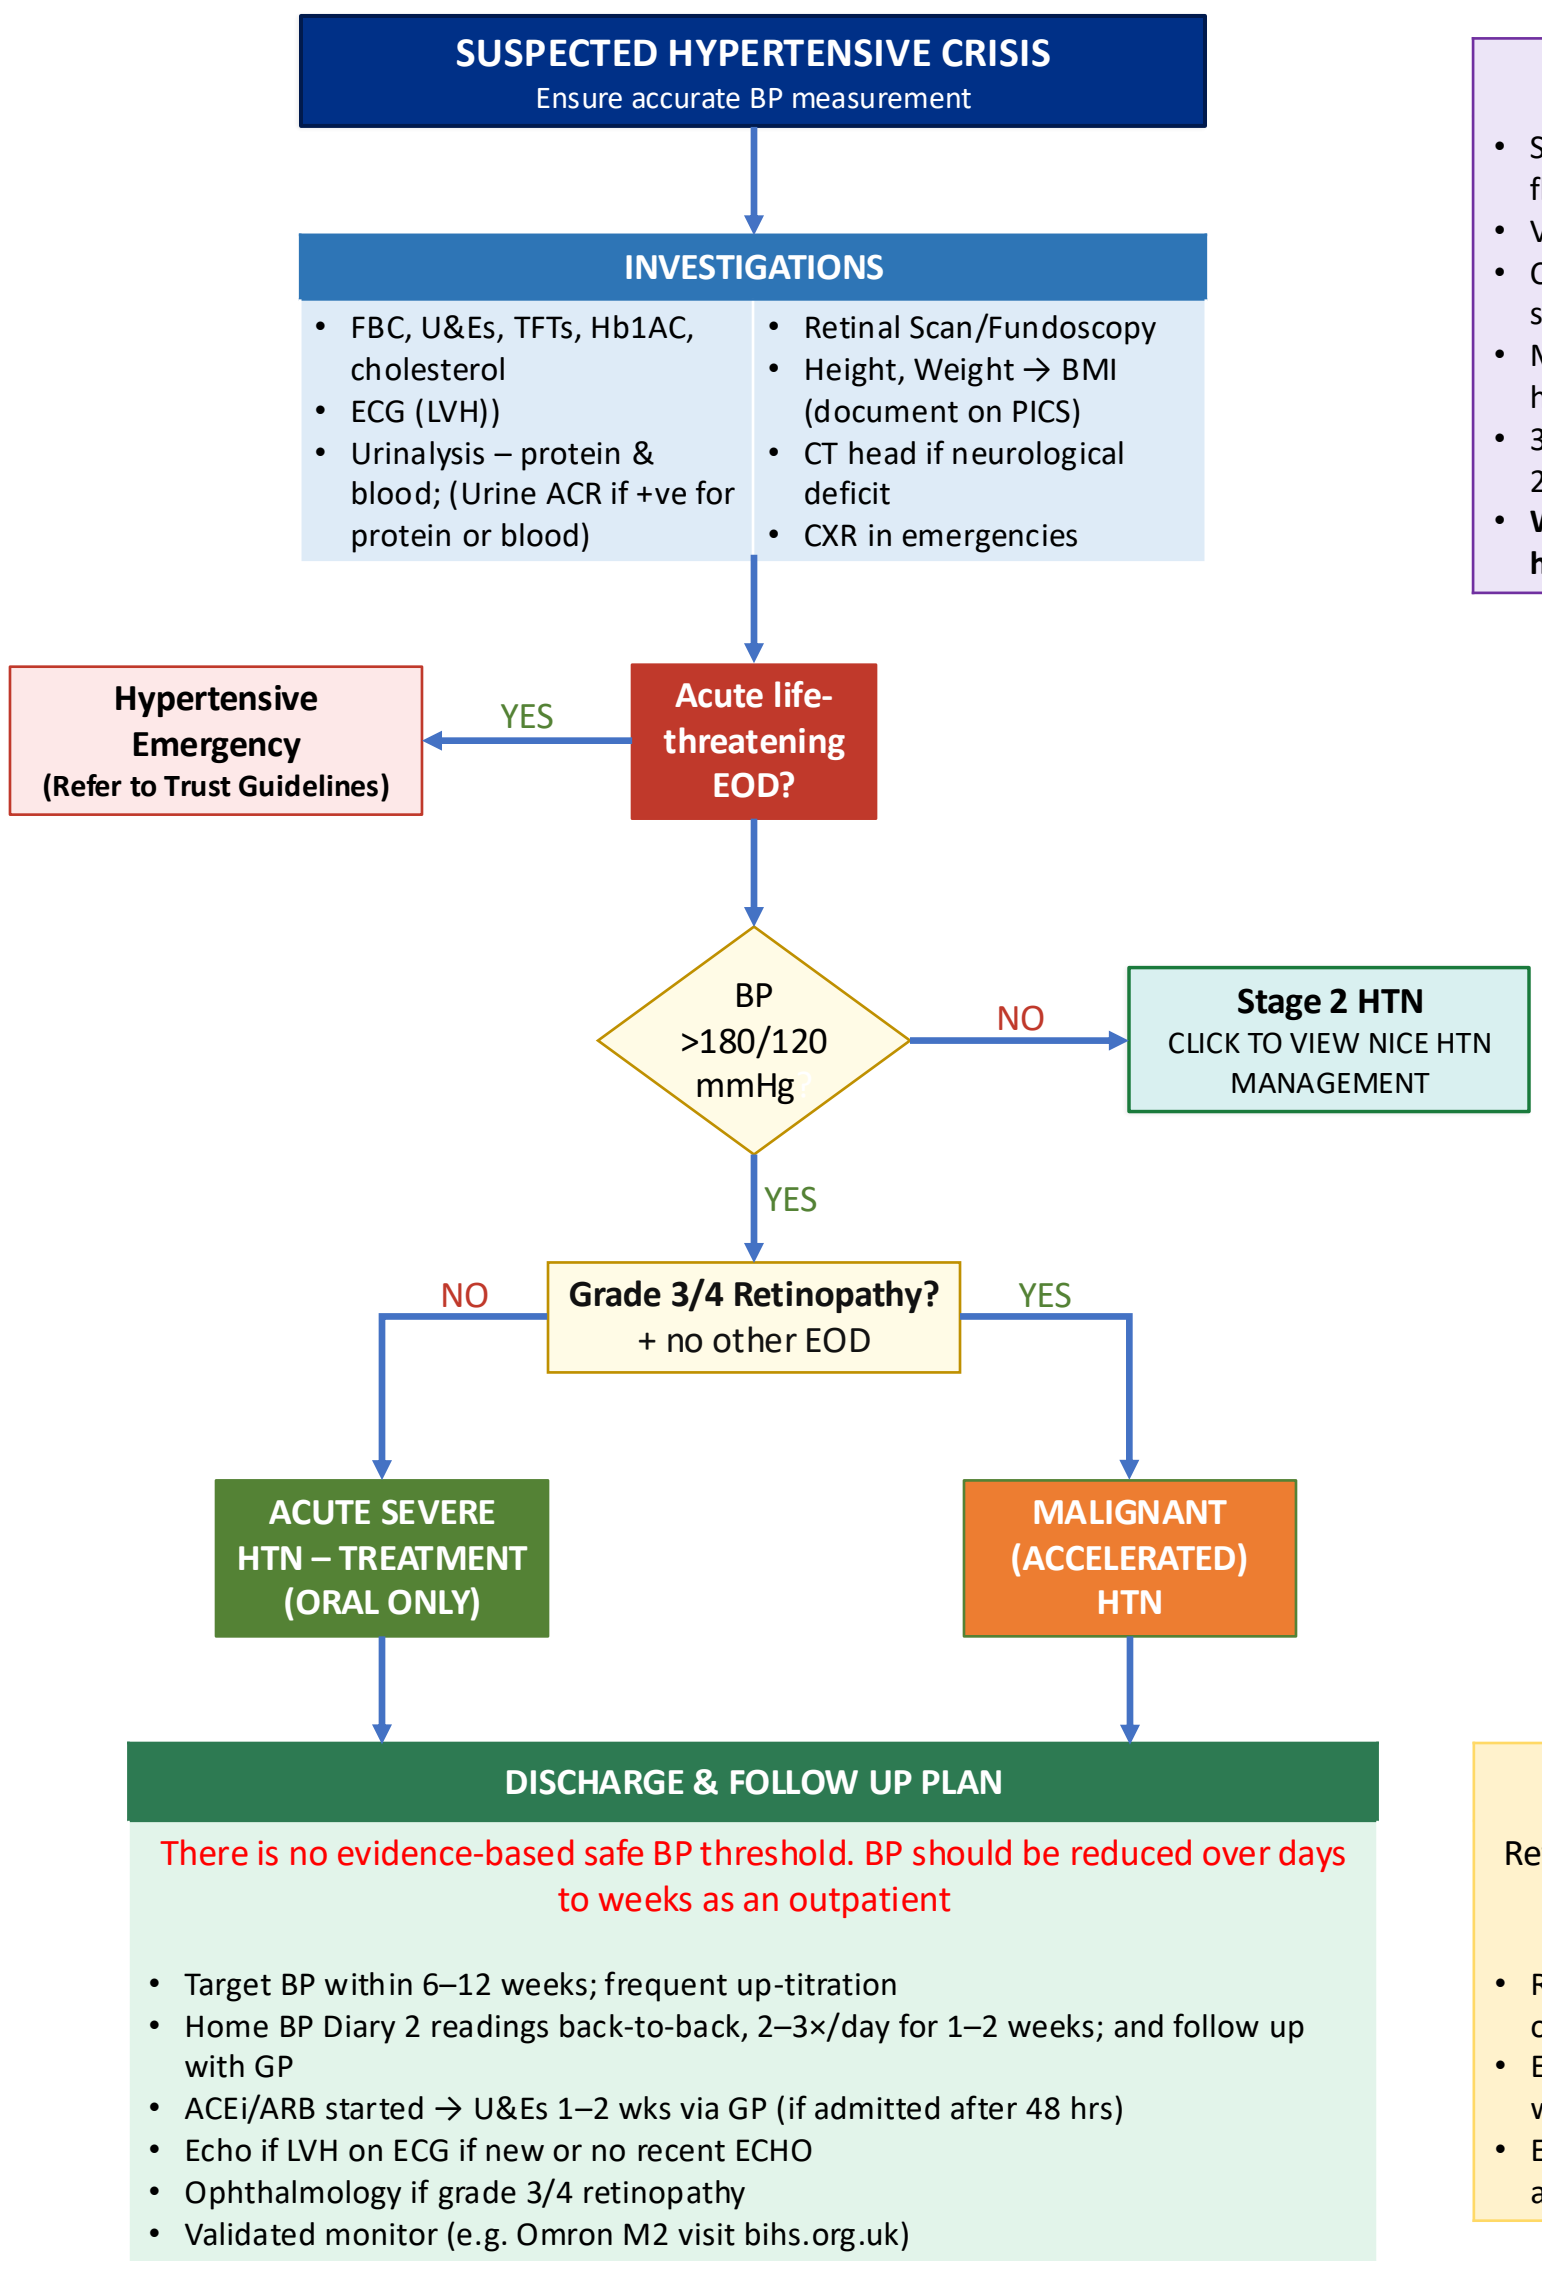 SUSPECTED HYPERTENSIVE CRISIS
Ensure accurate BP measurement
INVESTIGATIONS
• FBC, U&Es, TFTs, Hb1AC,
cholesterol
• ECG (LVH))
• Urinalysis – protein &
blood; (Urine ACR if +ve for
protein or blood)
• Retinal Scan/Fundoscopy
• Height, Weight → BMI
(document on PICS)
• CT head if neurological
deficit
• CXR in emergencies
Acute life-
threatening
EOD?
YES
Hypertensive
Emergency
(Refer to Trust Guidelines)
BP
>180/120
mmHg?
NO
Stage 2 HTN
CLICK TO VIEW NICE HTN
MANAGEMENT
YES
Grade 3/4 Retinopathy?
+ no other EOD
NO
YES
ACUTE SEVERE
HTN – TREATMENT
(ORAL ONLY)
MALIGNANT
(ACCELERATED)
HTN
DISCHARGE & FOLLOW UP PLAN
There is no evidence-based safe BP threshold. BP should be reduced over days
to weeks as an outpatient
• Target BP within 6–12 weeks; frequent up-titration
• Home BP Diary 2 readings back-to-back, 2–3×/day for 1–2 weeks; and follow up
with GP
• ACEi/ARB started → U&Es 1–2 wks via GP (if admitted after 48 hrs)
• Echo if LVH on ECG if new or no recent ECHO
• Ophthalmology if grade 3/4 retinopathy
• Validated monitor (e.g. Omron M2 visit bihs.org.uk)